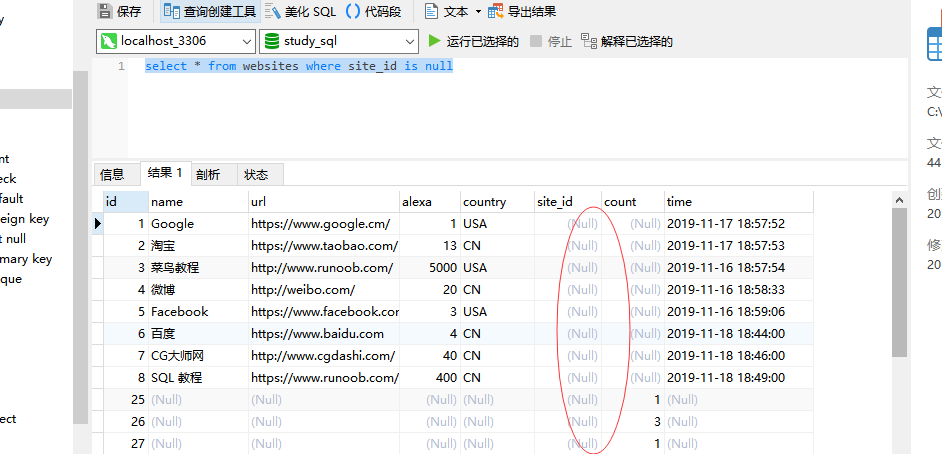 y
保存 查询创建工具 美化 SQL () 代码段 文本 导出结果
localhost_3306 study_sql 运行已选择的 停止 解释已选择的
1 select * from websites where site_id is null
nt
eck
fault
eign key
t null
mary key
que
ect
信息 结果 1 剖析 状态
id name url alexa country site_id count time
1 Google https://www.google.cm/ 1 USA (Null) (Null) 2019-11-17 18:57:52
2 淘宝 https://www.taobao.com/ 13 CN (Null) (Null) 2019-11-17 18:57:53
3 菜鸟教程 http://www.runoob.com/ 5000 USA (Null) (Null) 2019-11-16 18:57:54
4 微博 http://weibo.com/ 20 CN (Null) (Null) 2019-11-16 18:58:33
5 Facebook https://www.facebook.cor 3 USA (Null) (Null) 2019-11-16 18:59:06
6 百度 https://www.baidu.com 4 CN (Null) (Null) 2019-11-18 18:44:00
7 CG大师网 http://www.cgdashi.com/ 40 CN (Null) (Null) 2019-11-18 18:46:00
8 SQL 教程 https://www.runoob.com/ 400 CN (Null) (Null) 2019-11-18 18:49:00
25 (Null) (Null) (Null) (Null) (Null) 1 (Null)
26 (Null) (Null) (Null) (Null) (Null) 3 (Null)
27 (Null) (Null) (Null) (Null) (Null) 1 (Null)
文
C:\
文
44
创
20
修
20